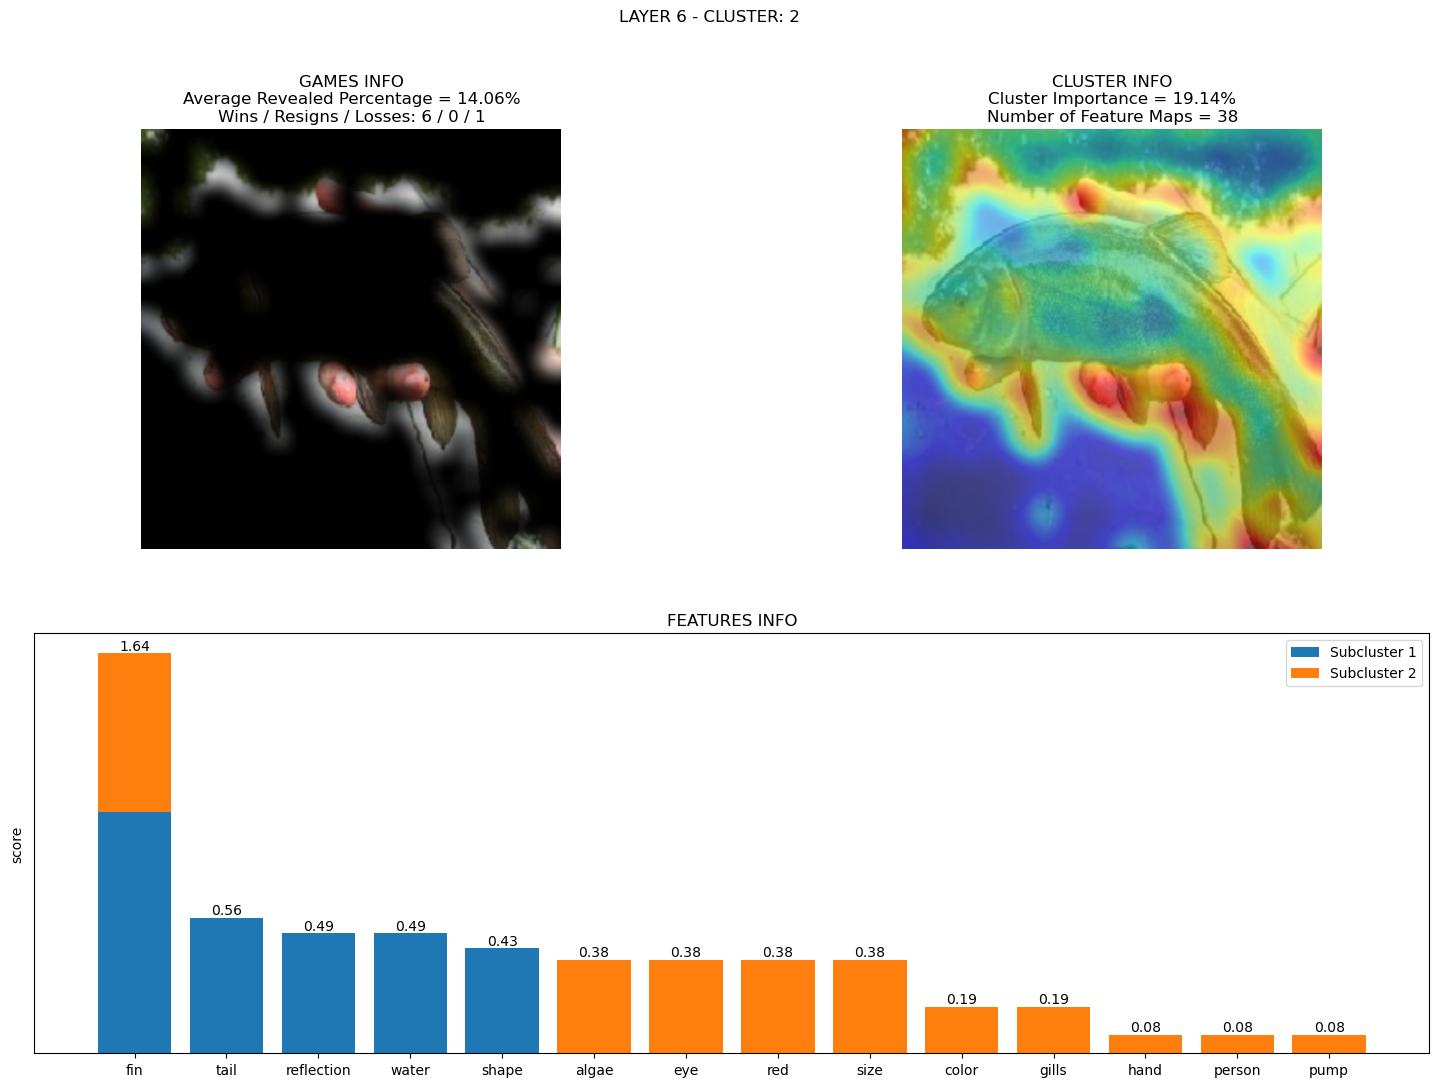 LAYER 6 - CLUSTER: 2
GAMES INFO
Average Revealed Percentage = 14.06%
Wins / Resigns / Losses: 6 / 0 / 1
CLUSTER INFO
Cluster Importance = 19.14%
Number of Feature Maps = 38
FEATURES INFO
Subcluster 1
Subcluster 2
score
1.64
0.56
0.49
0.49
0.43
0.38
0.38
0.38
0.38
0.19
0.19
0.08
0.08
0.08
fin tail reflection water shape algae eye red size color gills hand person pump